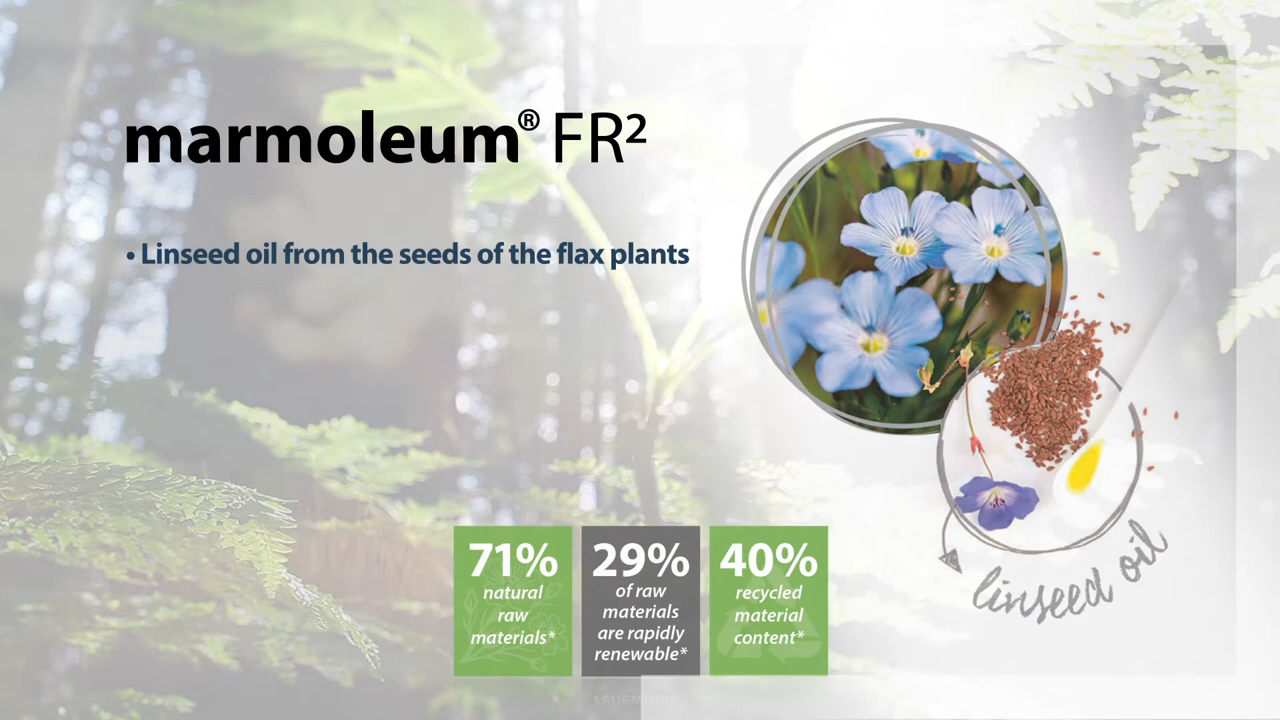 marmoleum® FR²
• Linseed oil from the seeds of the flax plants
71%
natural
raw
materials*
29%
of raw
materials
are rapidly
renewable*
40%
recycled
material
content*
linseed oil